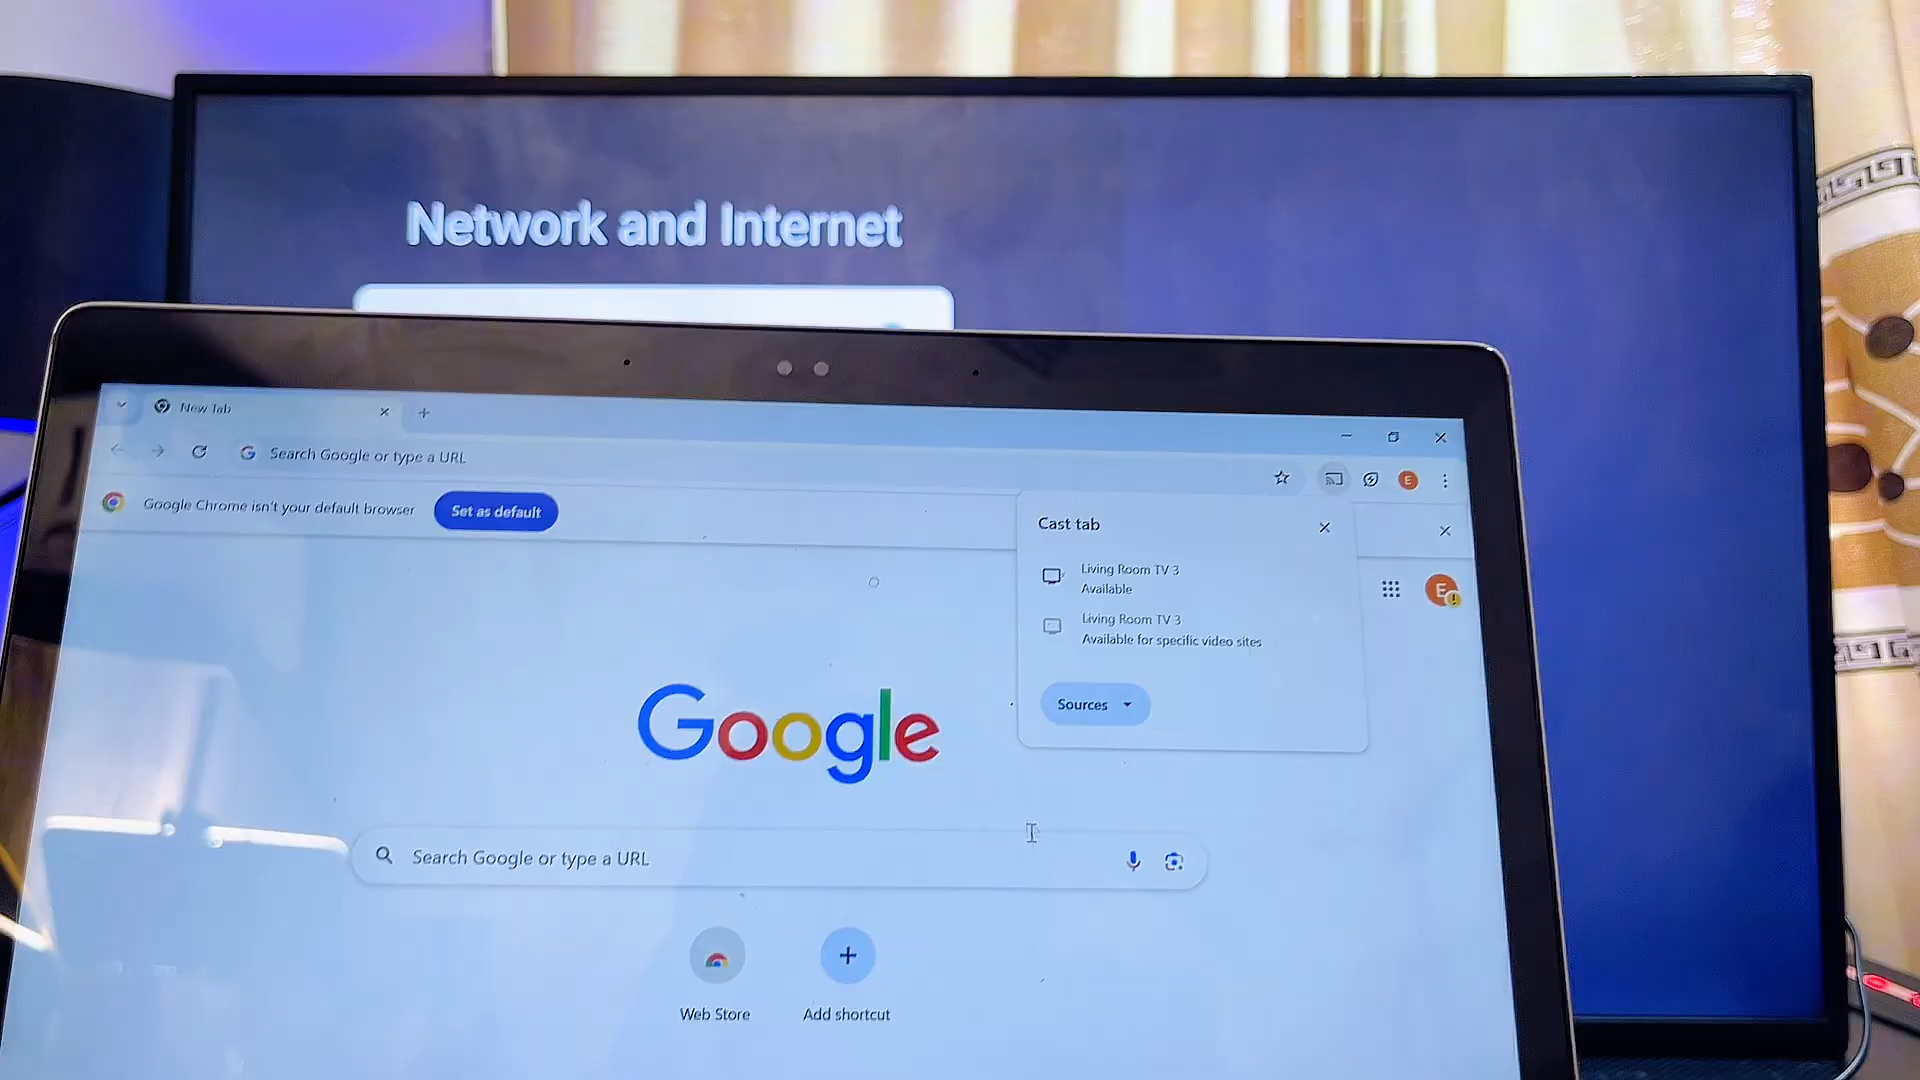 Network and Internet
New Tab
Search Google or type a URL
E
Google Chrome isn't your default browser
Set as default
Cast tab
Living Room TV 3
Available
Living Room TV 3
Available for specific video sites
Sources
E
Google
Search Google or type a URL
Web Store
Add shortcut